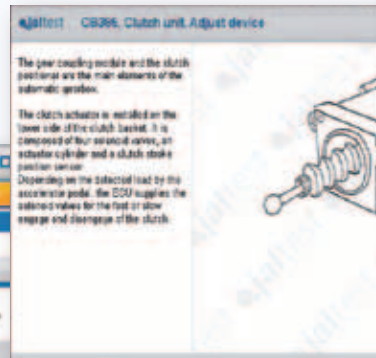 jaltest CB386, Clutch unit. Adjust device
The gear coupling module and the clutch
positional are the main elements of the
automatic gearbox.
The clutch actuator is installed on the
lower side of the clutch basket. It is
composed of four solenoid valves, an
actuator cylinder and a clutch stroke
position sensor.
Depending on the detected load by the
accelerator pedal, the ECU supplies the
solenoid valves for the fast or slow
engage and disengage of the clutch.